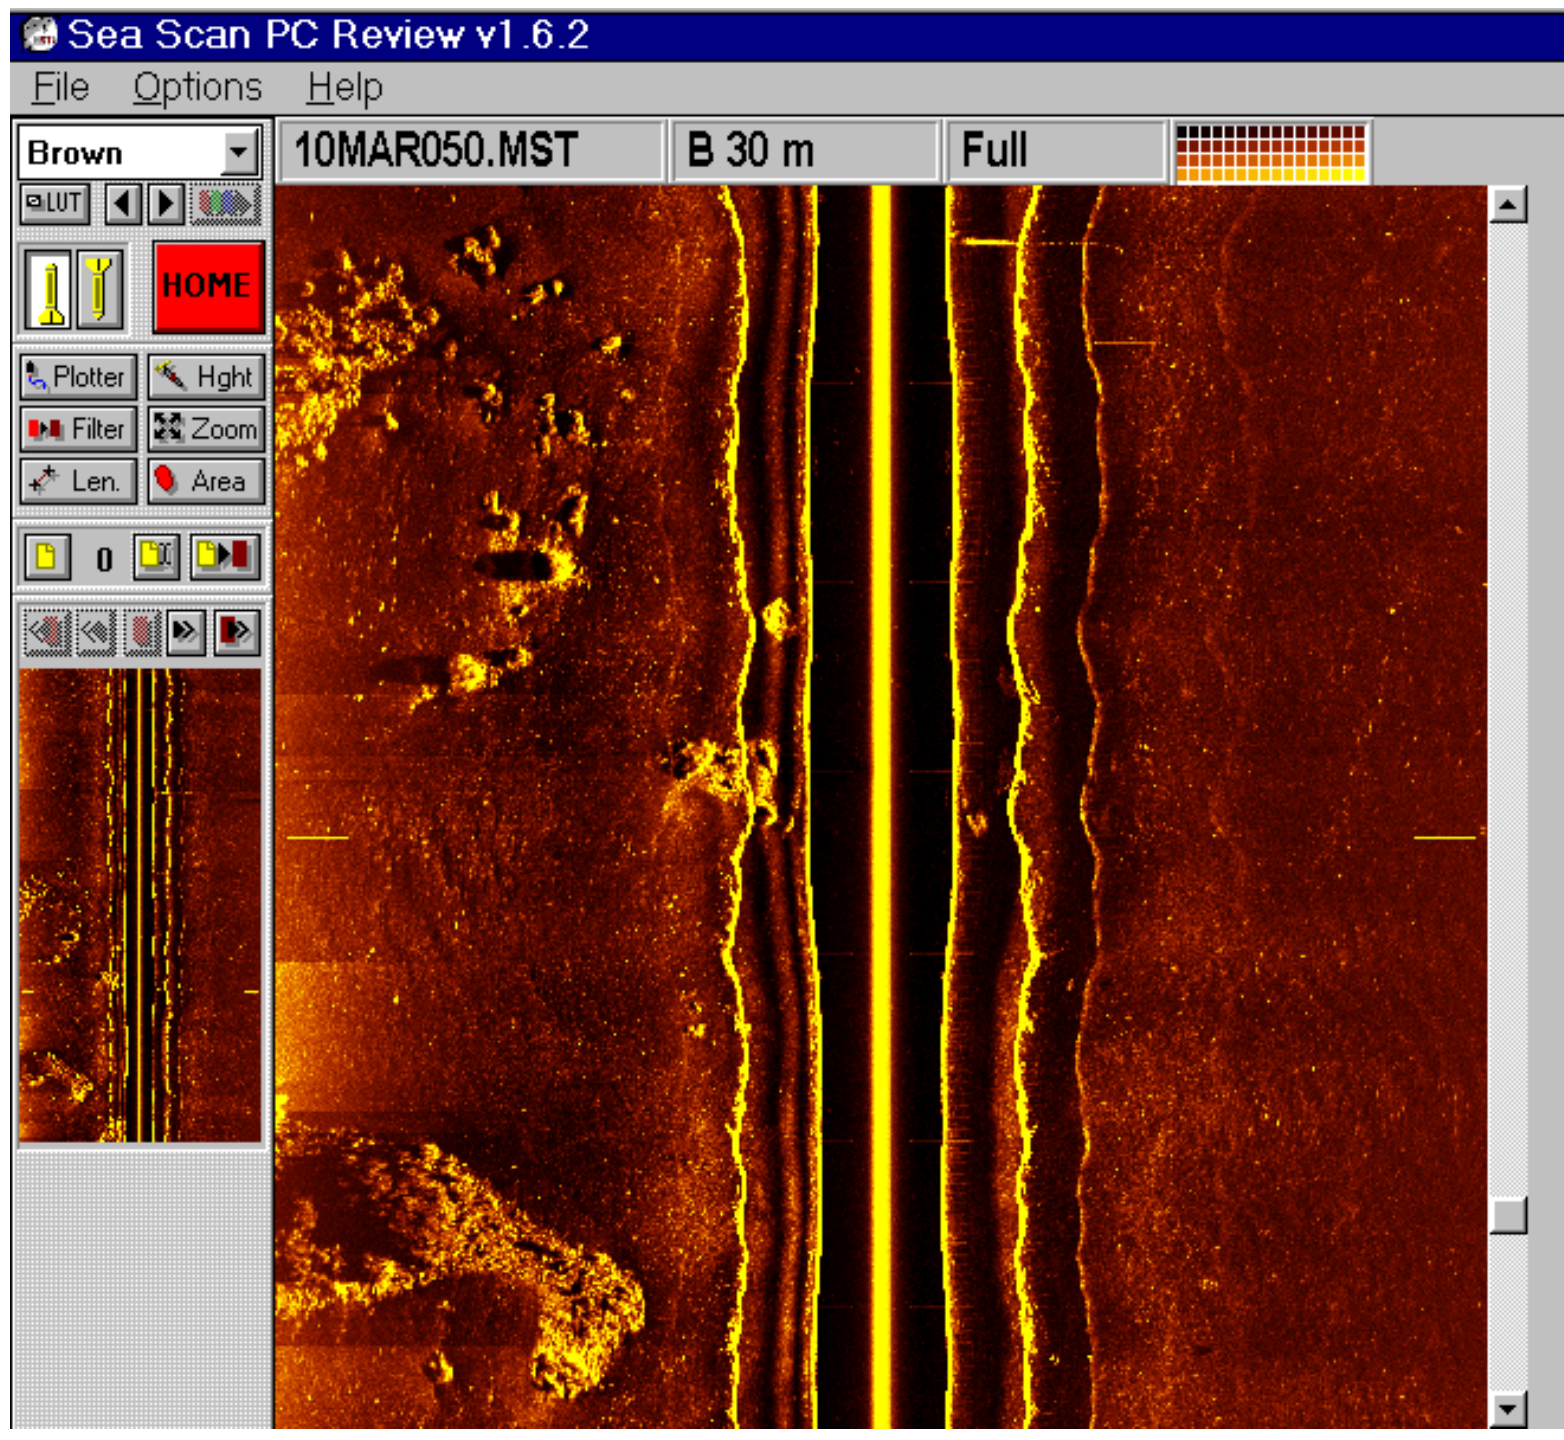 Sea Scan PC Review v1.6.2
File Options Help
Brown
10MAR050.MST B 30 m Full
LUT
HOME
Plotter Hght
Filter Zoom
Len. Area
0